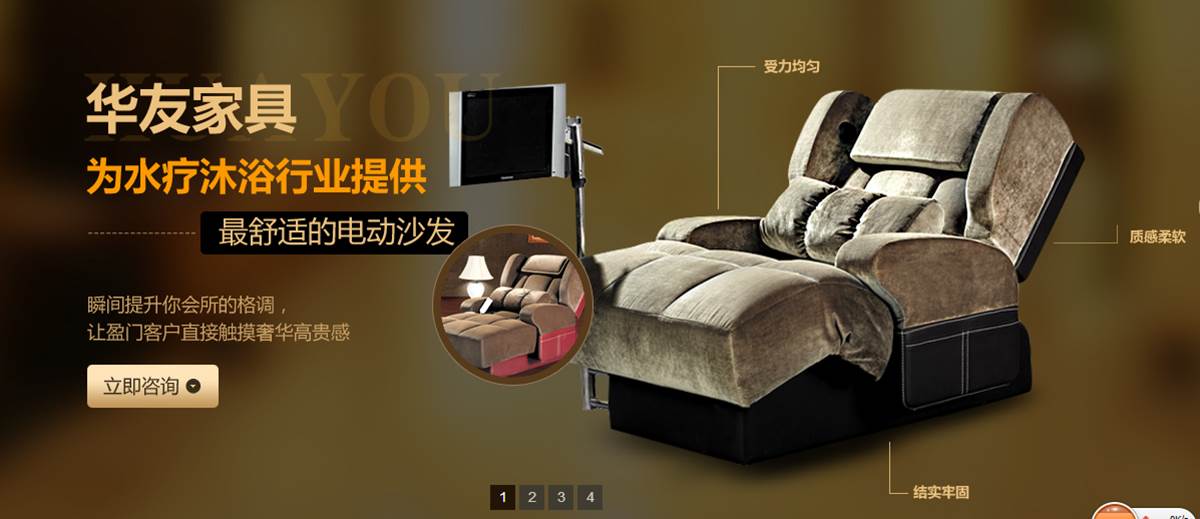 HUAYOU
华友家具
为水疗沐浴行业提供
最舒适的电动沙发
瞬间提升你会所的格调，
让盈门客户直接触摸奢华高贵感
立即咨询
受力均匀
质感柔软
结实牢固
1 2 3 4